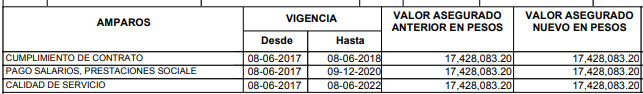 AMPAROS VIGENCIA VALOR ASEGURADO ANTERIOR EN PESOS VALOR ASEGURADO NUEVO EN PESOS
Desde Hasta
CUMPLIMIENTO DE CONTRATO 08-06-2017 08-06-2018 17,428,083.20 17,428,083.20
PAGO SALARIOS, PRESTACIONES SOCIALE 08-06-2017 09-12-2020 17,428,083.20 17,428,083.20
CALIDAD DE SERVICIO 08-06-2017 08-06-2022 17,428,083.20 17,428,083.20